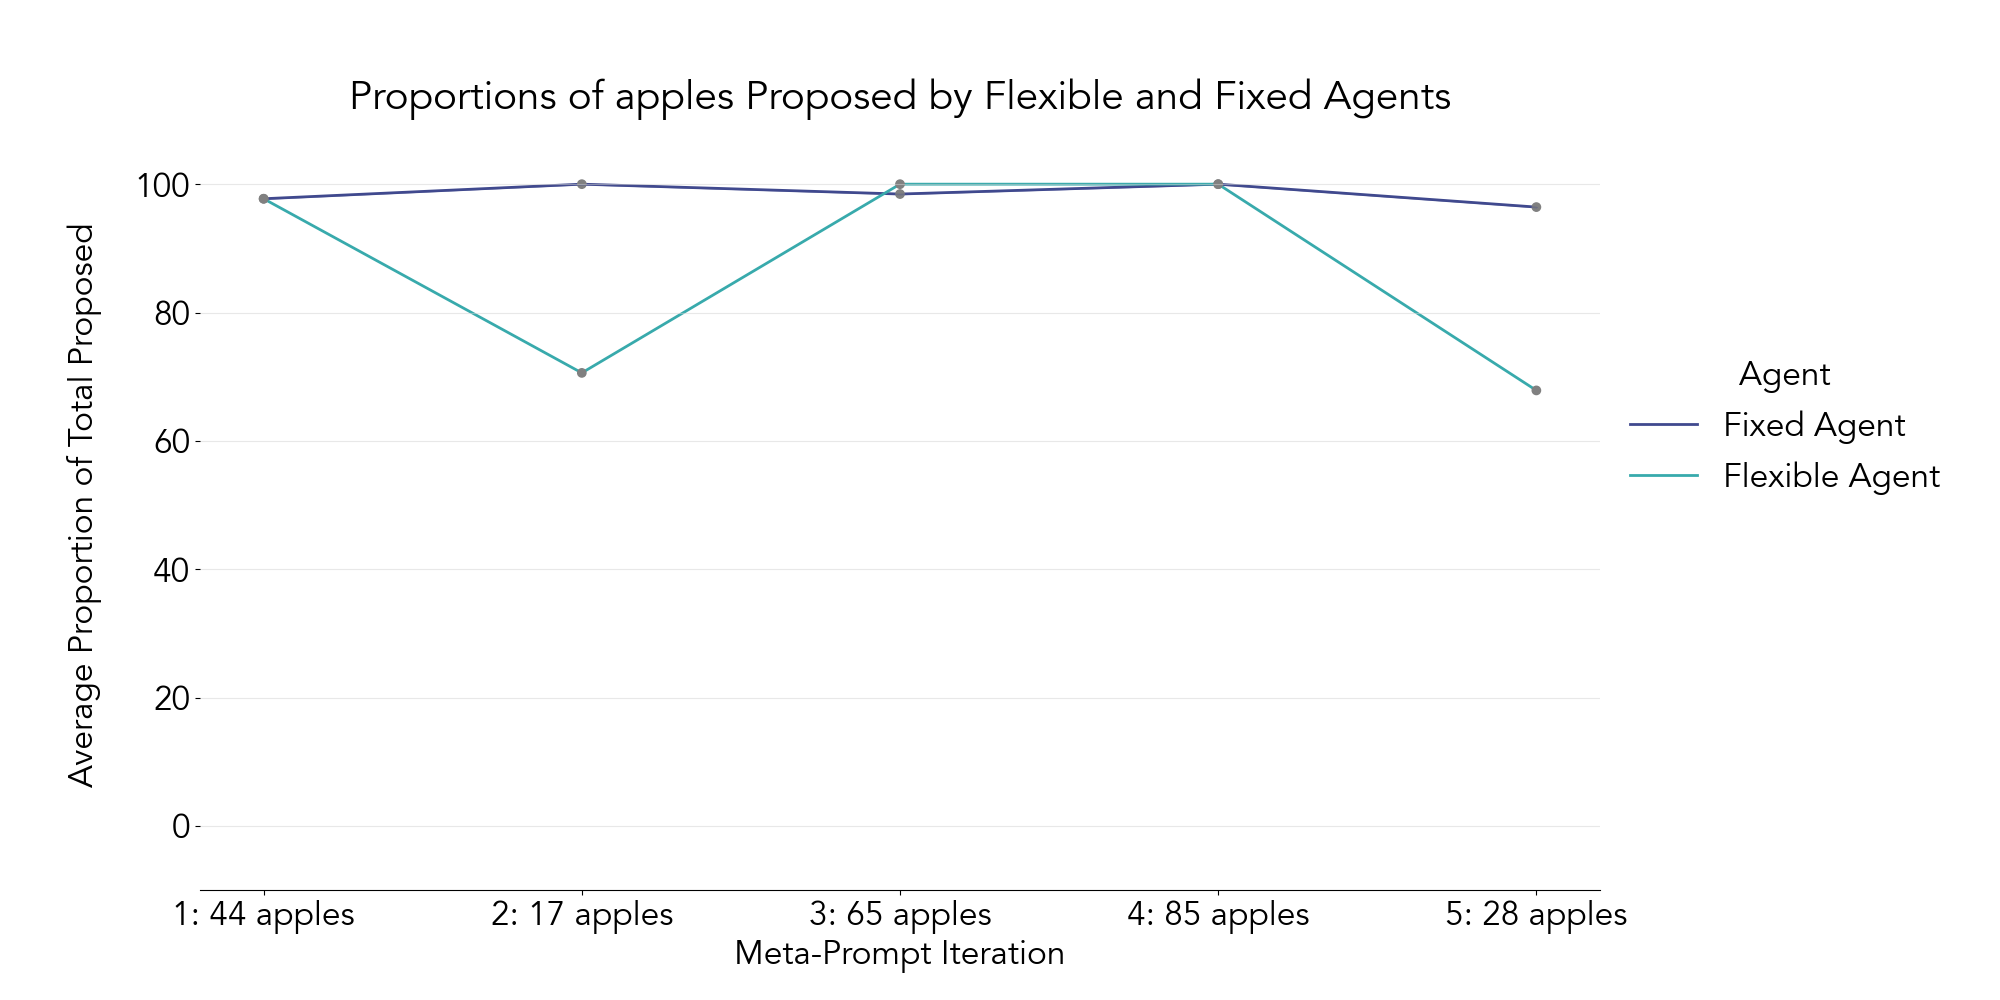 Proportions of apples Proposed by Flexible and Fixed Agents
Average Proportion of Total Proposed
100
80
60
40
20
0
1: 44 apples
2: 17 apples
3: 65 apples
4: 85 apples
5: 28 apples
Meta-Prompt Iteration
Agent
Fixed Agent
Flexible Agent